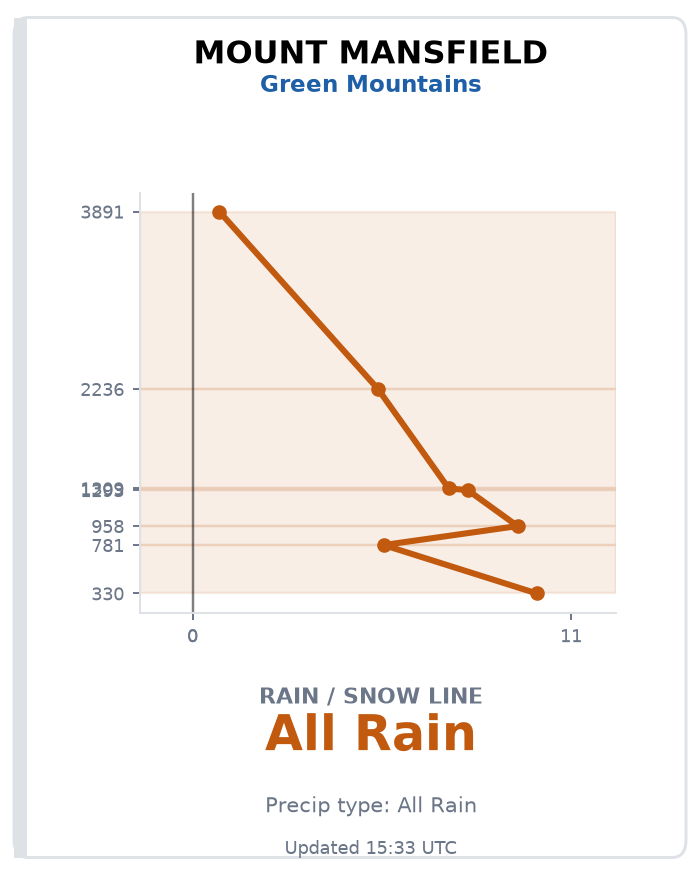 MOUNT MANSFIELD
Green Mountains
3891
2236
958
781
330
0
11
RAIN / SNOW LINE
All Rain
Precip type: All Rain
Updated 15:33 UTC